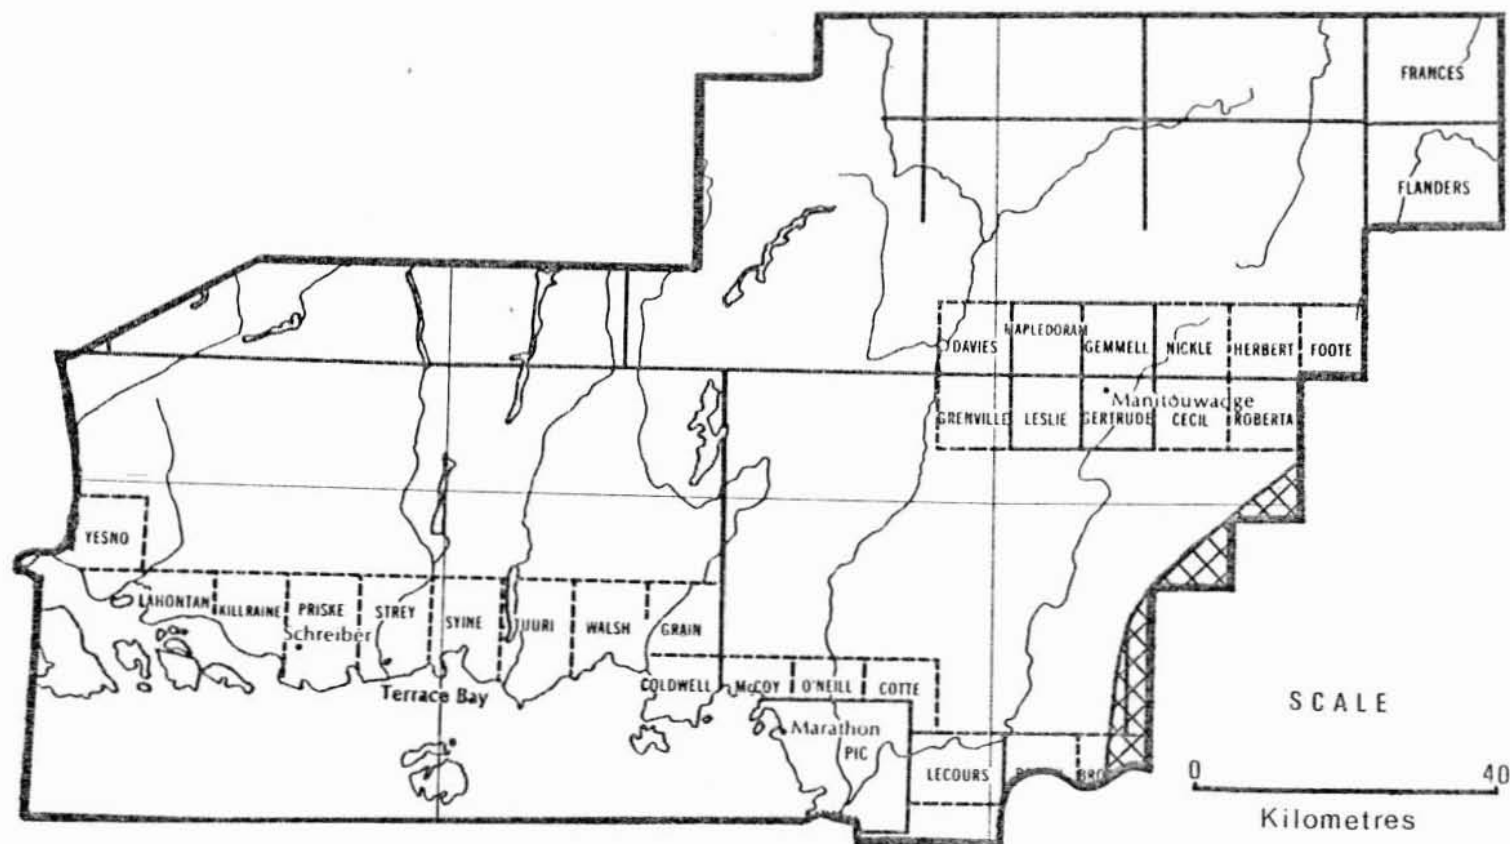 FRANCES
FLANDERS
MAPLEDORAM
DAVIES
GEMMELL
NICKLE
HERBERT
FOOTE
Manitouwadge
GRENVILLE
LESLIE
GERTRUDE
CECIL
ROBERTA
YESNO
LAHONTAN
KILLRAINE
PRISKE
STREY
SYINE
TUURI
WALSH
GRAIN
Schreiber
Terrace Bay
COLDWELL
McCOY
O'NEILL
COTTE
Marathon
PIC
LECOURS
BRO
SCALE
0 40
Kilometres